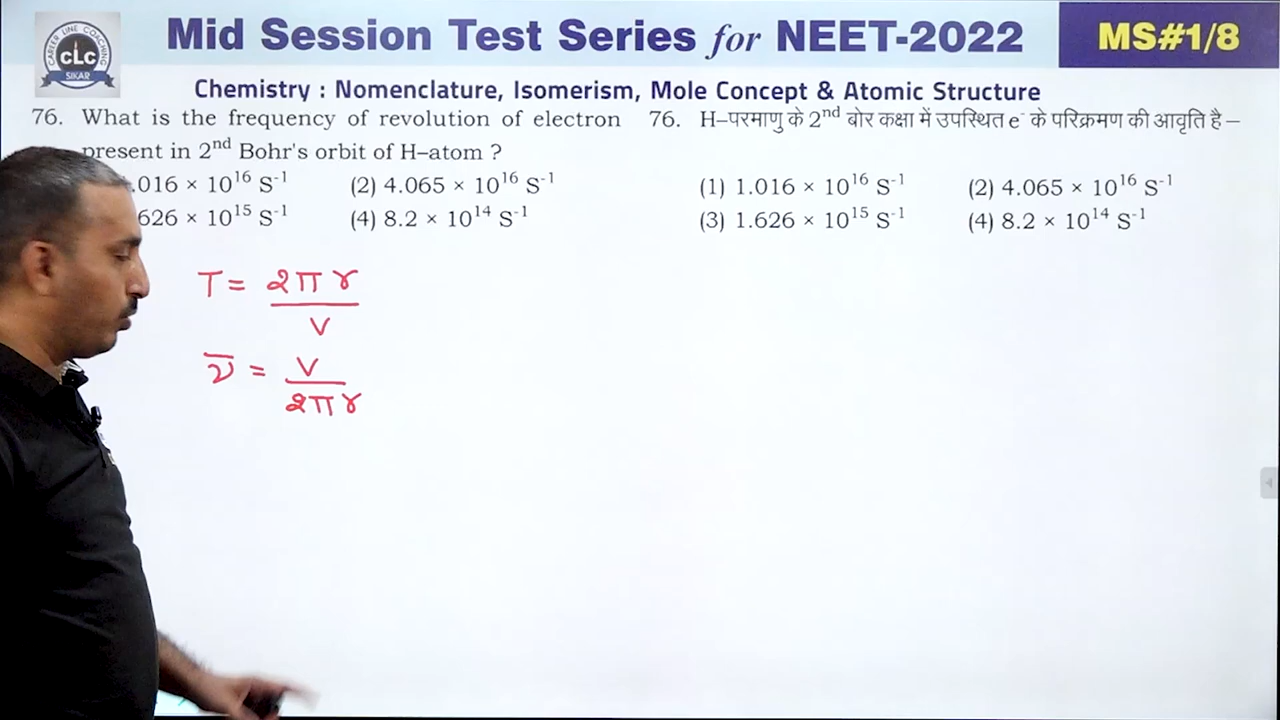 CAREER LINE COACHING
CLC
SIKAR
Mid Session Test Series for NEET-2022
MS#1/8
Chemistry : Nomenclature, Isomerism, Mole Concept & Atomic Structure
76. What is the frequency of revolution of electron
present in 2nd Bohr's orbit of H–atom ?
.016 × 10^16 S^-1 (2) 4.065 × 10^16 S^-1
626 × 10^15 S^-1 (4) 8.2 × 10^14 S^-1
76. H–परमाणु के 2nd बोर कक्षा में उपस्थित e^- के परिक्रमण की आवृति है –
(1) 1.016 × 10^16 S^-1 (2) 4.065 × 10^16 S^-1
(3) 1.626 × 10^15 S^-1 (4) 8.2 × 10^14 S^-1
T = 2πr
v
ν̅ = v
2πr